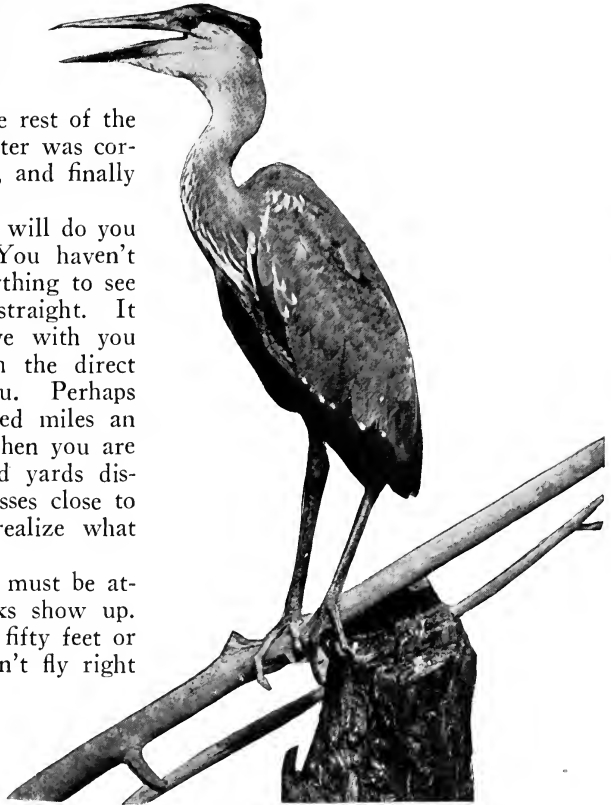 e rest of the
ter was cor-
, and finally
will do you
You haven't
thing to see
straight. It
ve with you
n the direct
u. Perhaps
ed miles an
hen you are
d yards dis-
sses close to
realize what
must be at-
ks show up.
fifty feet or
n't fly right